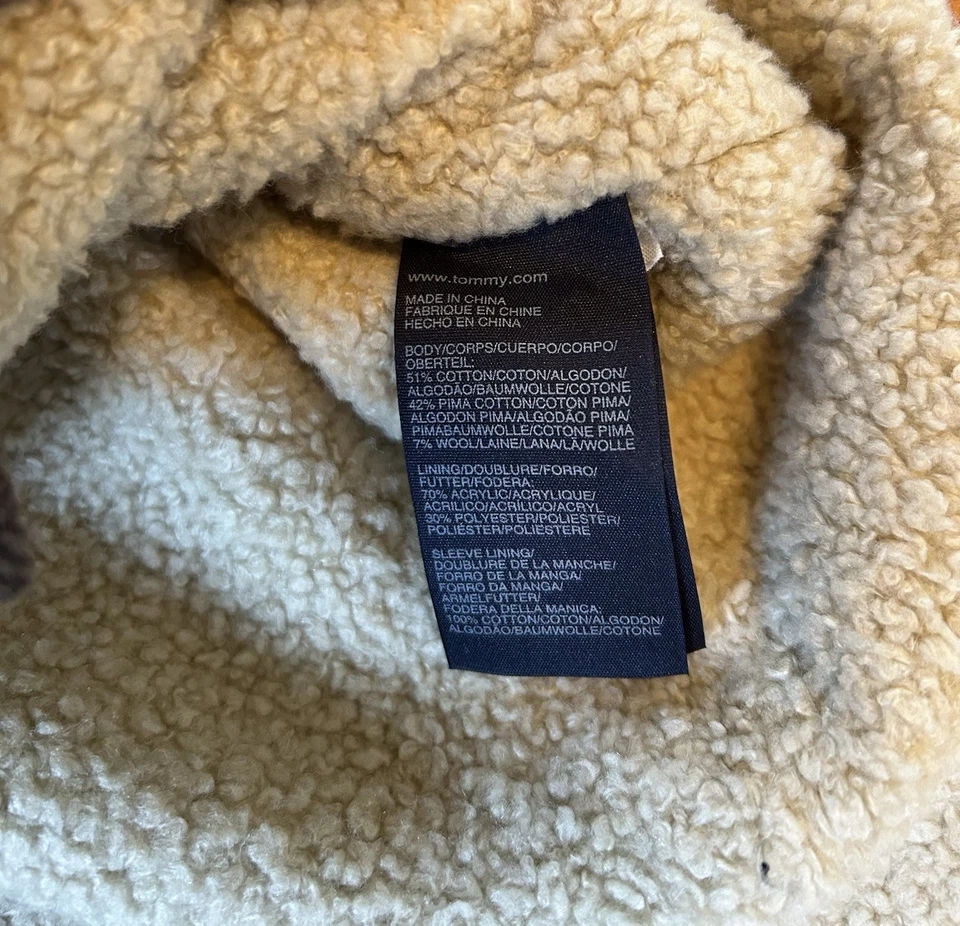 www.tommy.com
MADE IN CHINA
FABRIQUE EN CHINE
HECHO EN CHINA
BODY/CORPS/CUERPO/CORPO/
OBERTEIL:
51% COTTON/COTON/ALGODON/
ALGODÃO/BAUMWOLLE/COTONE
42% PIMA COTTON/COTON PIMA/
ALGODON PIMA/ALGODÃO PIMA/
PIMABAUMWOLLE/COTONE PIMA
7% WOOL/LAINE/LANA/LÃ/WOLLE
LINING/DOUBLURE/FORRO/
FUTTER/FODERA:
70% ACRYLIC/ACRYLIQUE/
ACRILICO/ACRÍLICO/ACRYL
30% POLYESTER/POLIESTER/
POLIÉSTER/POLIESTERE
SLEEVE LINING/
DOUBLURE DE LA MANCHE/
FORRO DE LA MANGA/
FORRO DA MANGA/
ARMELFUTTER/
FODERA DELLA MANICA:
100% COTTON/COTON/ALGODON/
ALGODÃO/BAUMWOLLE/COTONE